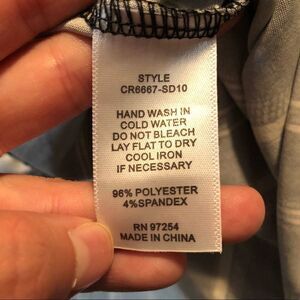 STYLE
CR6667-SD10
HAND WASH IN
COLD WATER
DO NOT BLEACH
LAY FLAT TO DRY
COOL IRON
IF NECESSARY
96% POLYESTER
4%SPANDEX
RN 97254
MADE IN CHINA